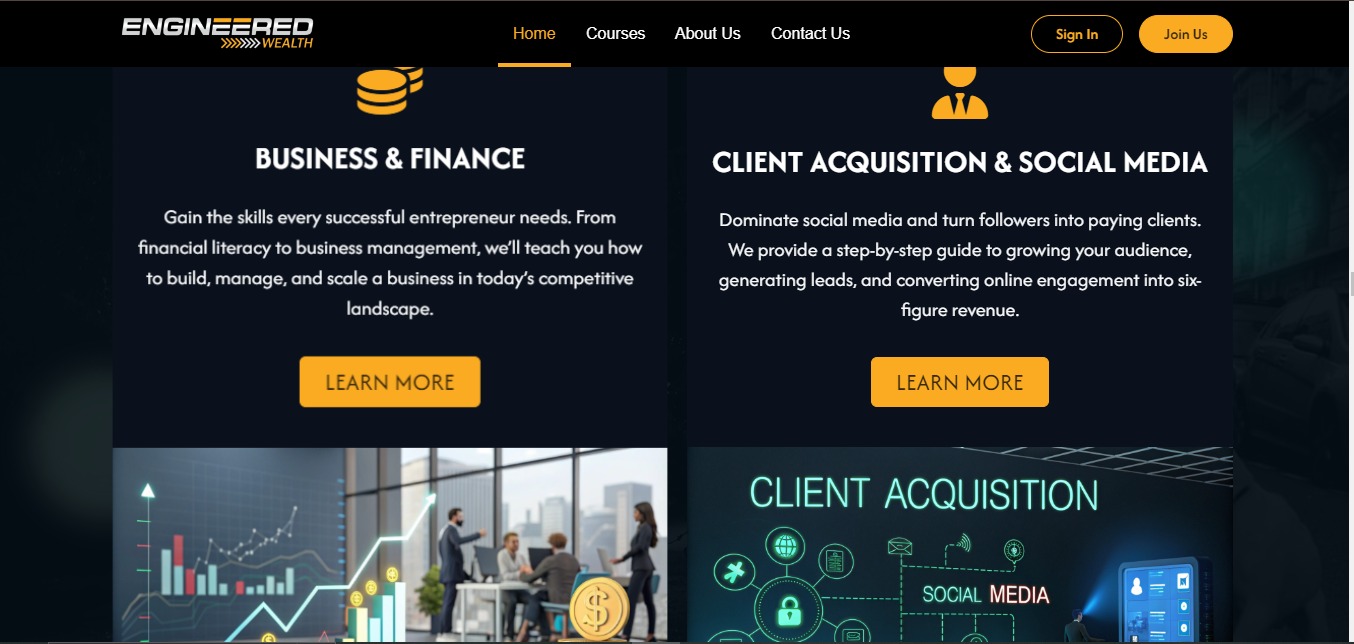 ENGINEERED
WEALTH
Home
Courses
About Us
Contact Us
Sign In
Join Us
BUSINESS & FINANCE
Gain the skills every successful entrepreneur needs. From
financial literacy to business management, we'll teach you how
to build, manage, and scale a business in today's competitive
landscape.
LEARN MORE
CLIENT ACQUISITION & SOCIAL MEDIA
Dominate social media and turn followers into paying clients.
We provide a step-by-step guide to growing your audience,
generating leads, and converting online engagement into six-
figure revenue.
LEARN MORE
CLIENT ACQUISITION
SOCIAL MEDIA